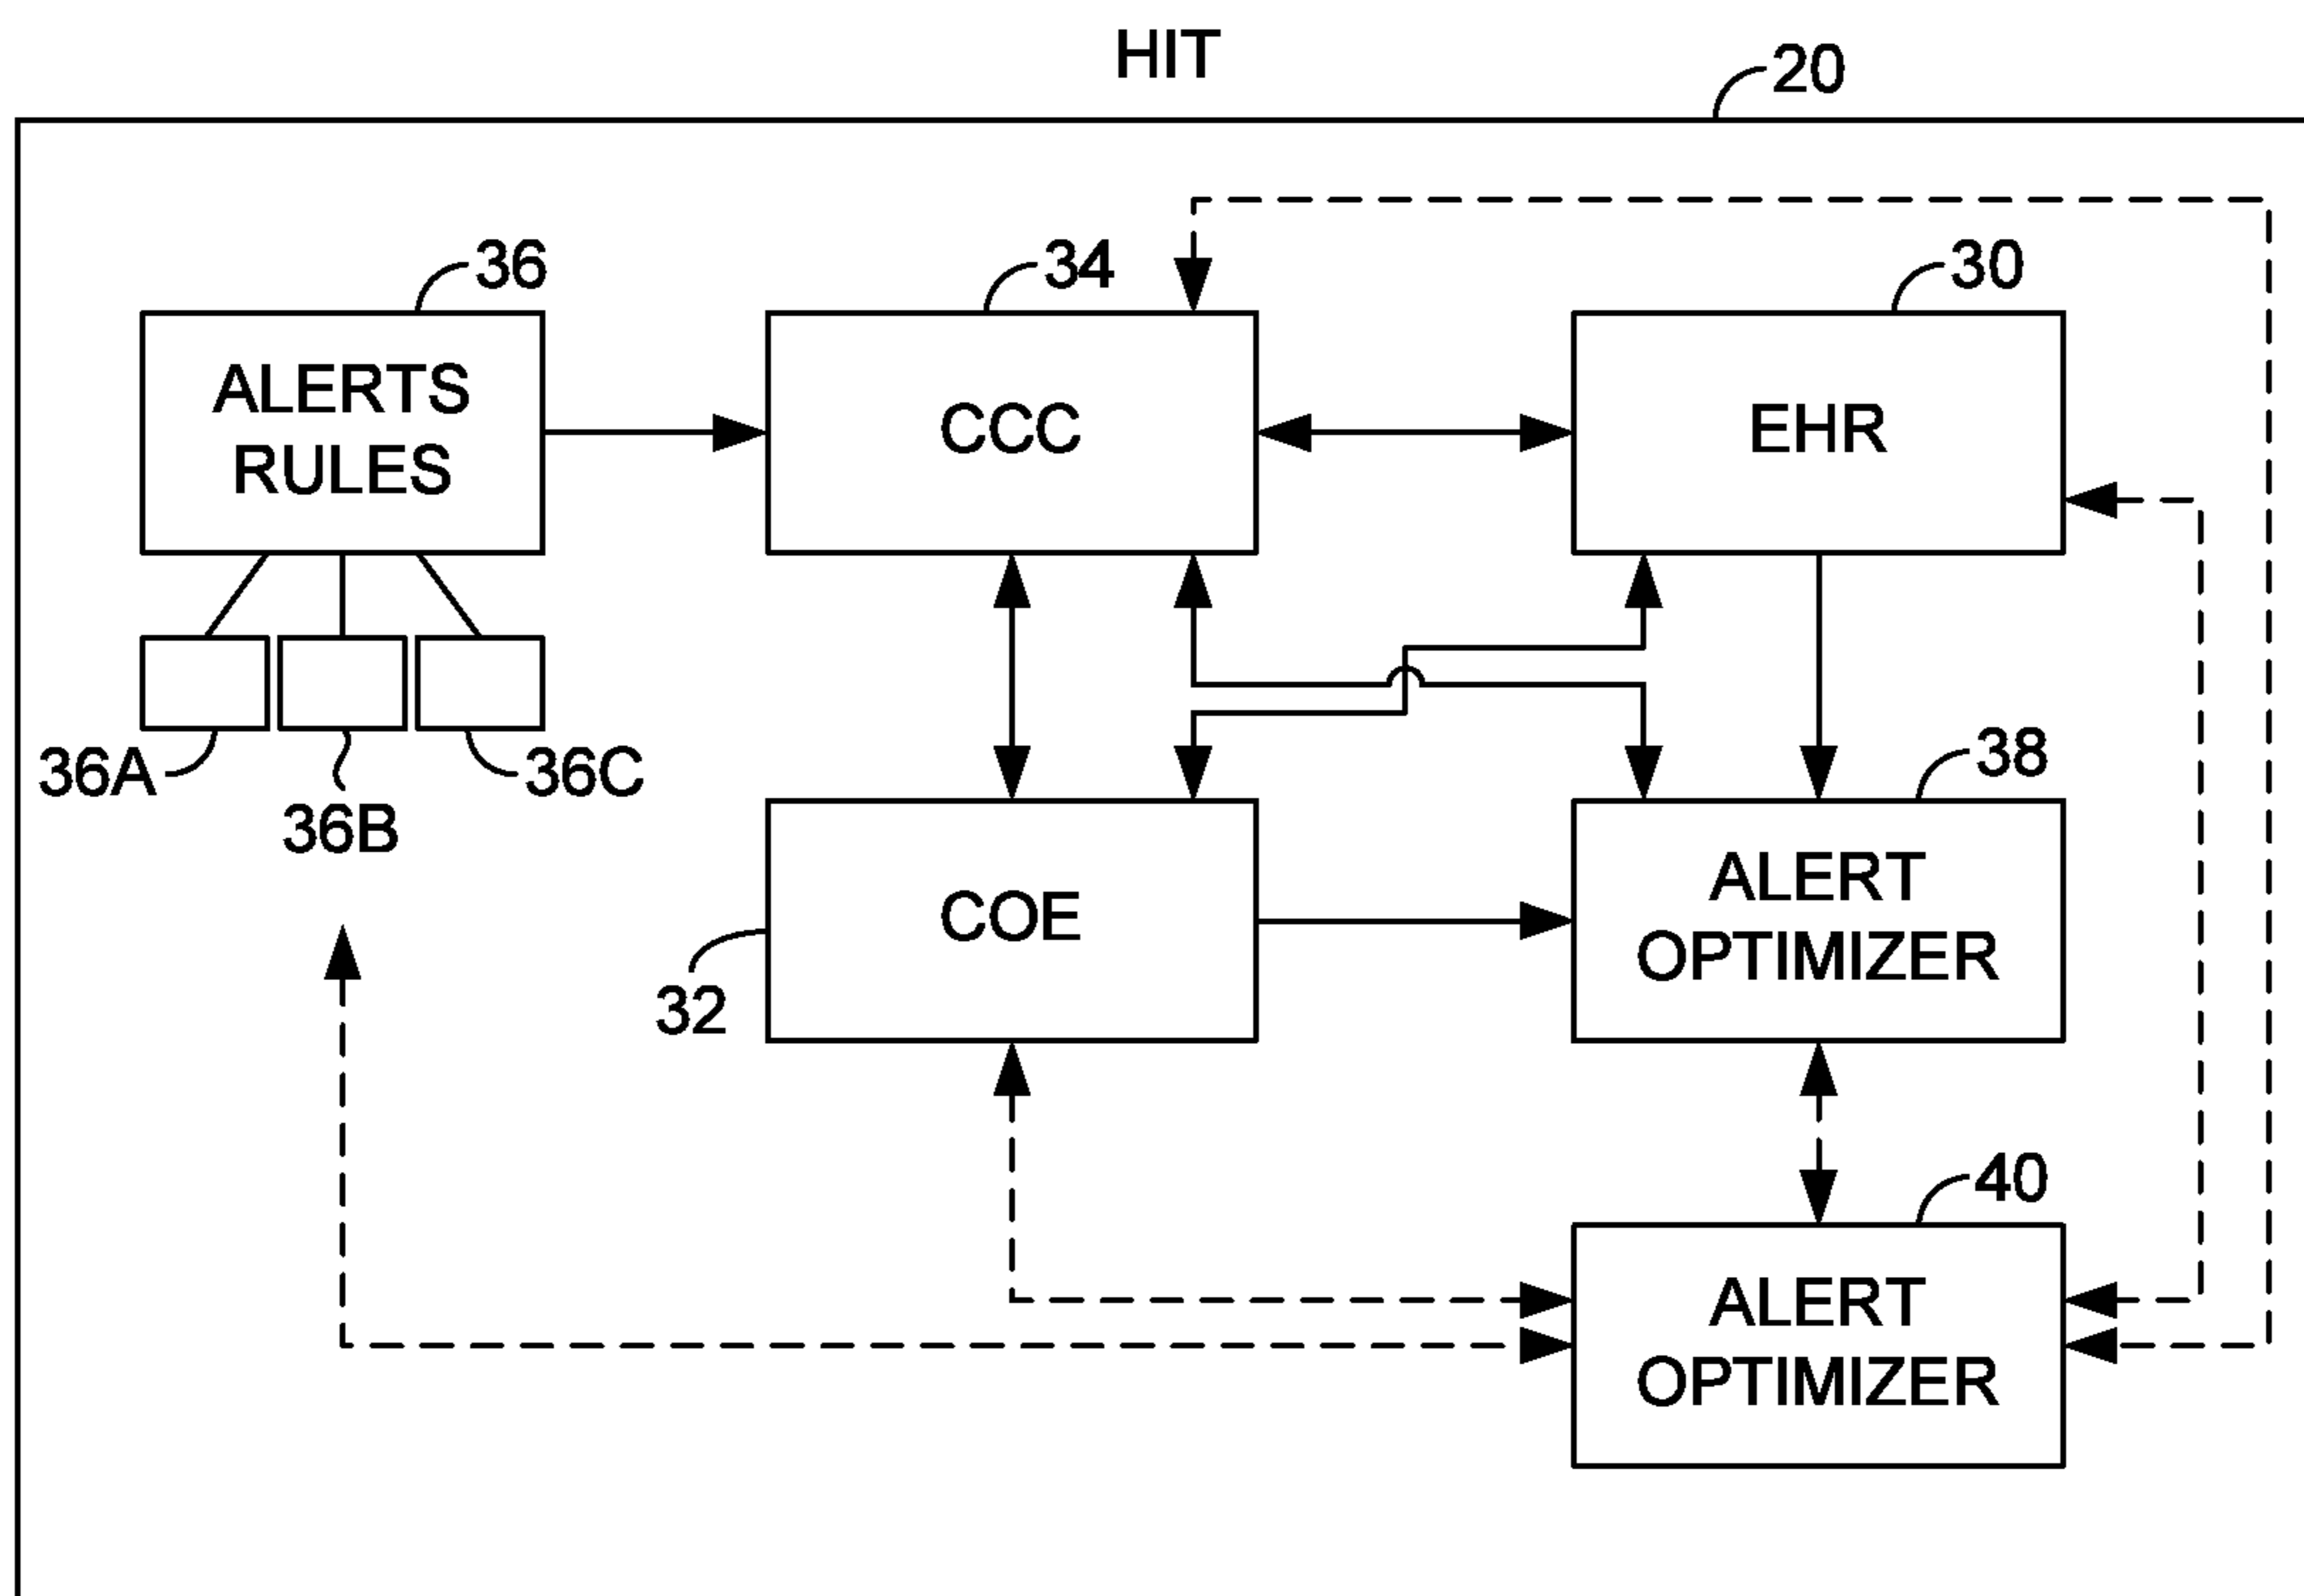 HIT
20
36
34
30
ALERTS
RULES
CCC
EHR
36A
36B
36C
38
COE
32
ALERT
OPTIMIZER
40
ALERT
OPTIMIZER